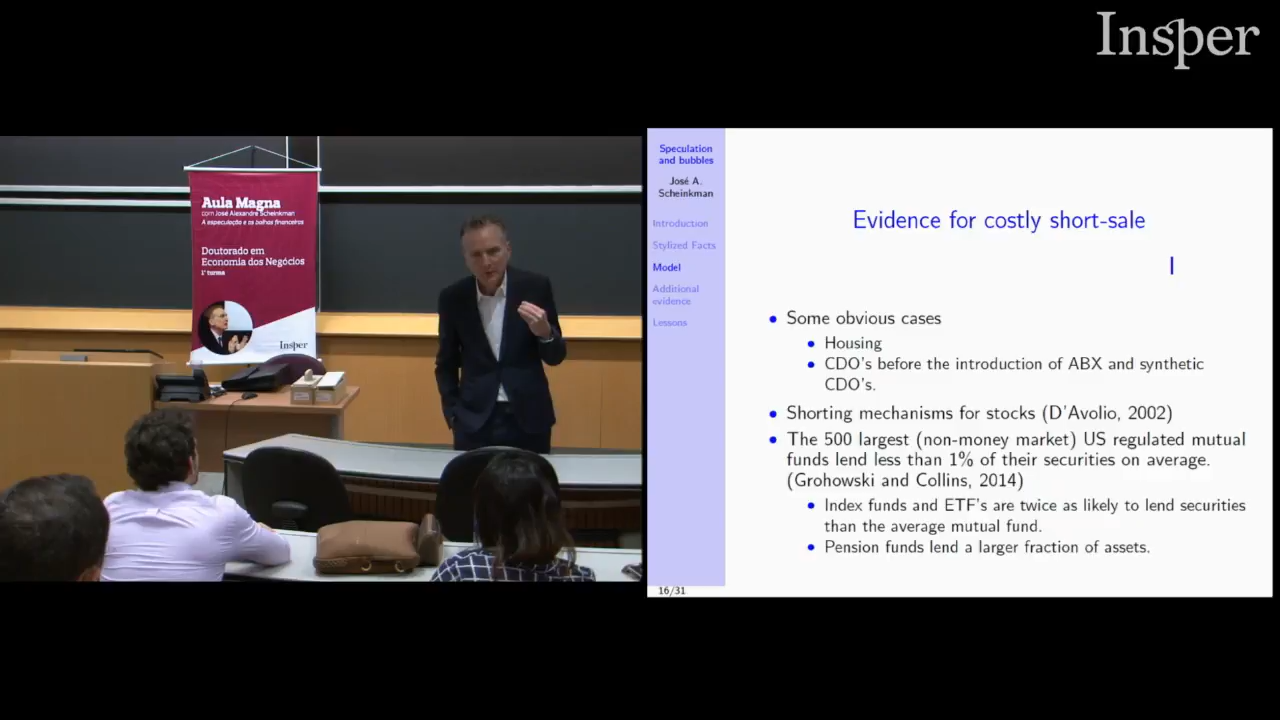 Insper
Aula Magna
com José Alexandre Scheinkman
A especulação e as bolhas financeiras
Doutorado em
Economia dos Negócios
1ª turma
Insper
Speculation
and bubbles
José A.
Scheinkman
Introduction
Stylized Facts
Model
Additional
evidence
Lessons
Evidence for costly short-sale
• Some obvious cases
• Housing
• CDO's before the introduction of ABX and synthetic
CDO's.
• Shorting mechanisms for stocks (D'Avolio, 2002)
• The 500 largest (non-money market) US regulated mutual
funds lend less than 1% of their securities on average.
(Grohowski and Collins, 2014)
• Index funds and ETF's are twice as likely to lend securities
than the average mutual fund.
• Pension funds lend a larger fraction of assets.
16/31